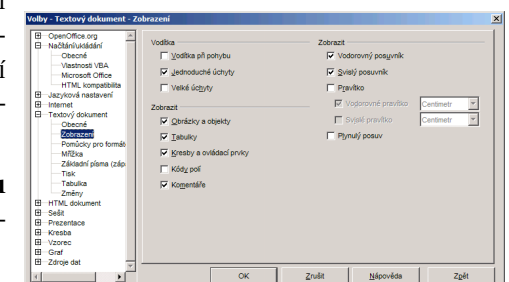 Volby - Textový dokument - Zobrazení
OpenOffice.org
Načítání/ukládání
Obecné
Vlastnosti VBA
Microsoft Office
HTML kompatibilita
Jazyková nastavení
Internet
Textový dokument
Obecné
Zobrazení
Pomůcky pro formáto
Mřížka
Základní písma (záp
Tisk
Tabulka
Změny
HTML dokument
Sešit
Prezentace
Kresba
Vzorec
Graf
Zdroje dat
Vodítka
Vodítka při pohybu
Jednoduché úchyty
Velké úchyty
Zobrazit
Obrázky a objekty
Tabulky
Kresby a ovládací prvky
Kódy polí
Komentáře
Zobrazit
Vodorovný posuvník
Svislý posuvník
Pravítko
Vodorovné pravítko Centimetr
Svislé pravítko Centimetr
Plynulý posuv
OK Zrušit Nápověda Zpět